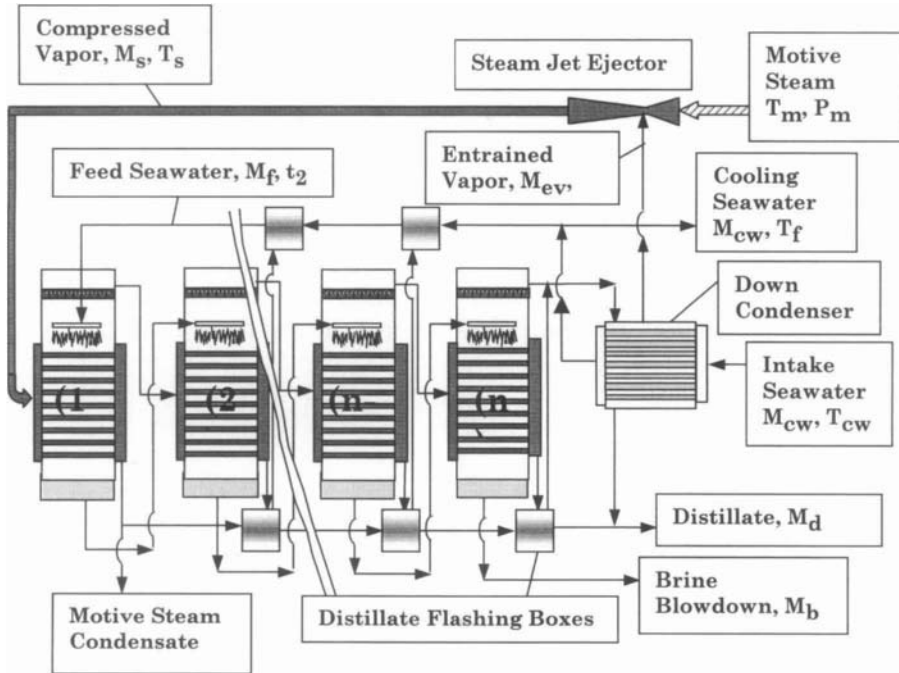 Compressed
Vapor, Ms, Ts
Steam Jet Ejector
Motive
Steam
Tm, Pm
Entrained
Vapor, Mev,
Feed Seawater, Mf, t2
Cooling
Seawater
Mcw, Tf
Down
Condenser
Intake
Seawater
Mcw, Tcw
(1
(2
(n-
(n
Distillate, Md
Brine
Blowdown, Mb
Motive Steam
Condensate
Distillate Flashing Boxes